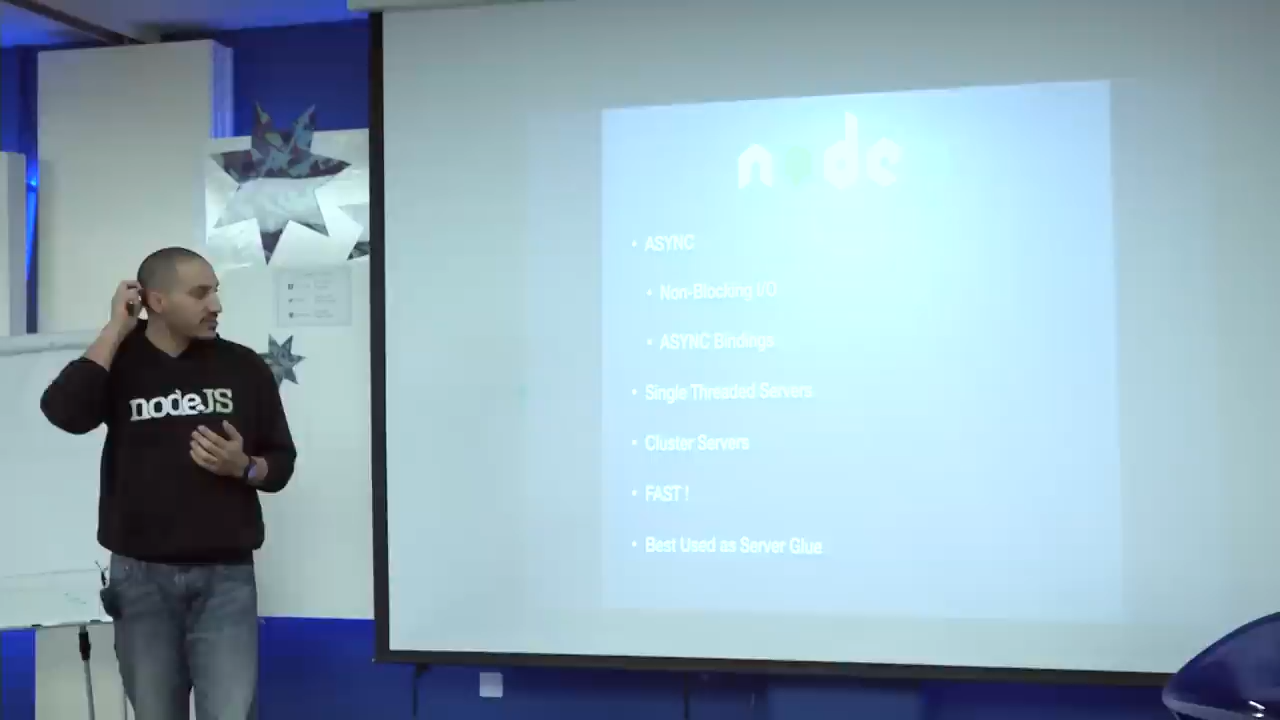 nodeJS
node
• ASYNC
• Non-Blocking I/O
• ASYNC Bindings
• Single Threaded Servers
• Cluster Servers
• FAST !
• Best Used as Server Glue